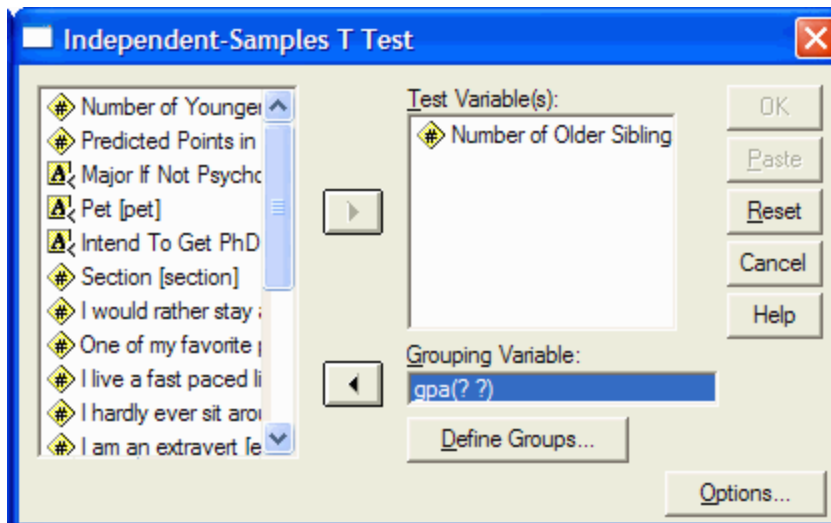 Independent-Samples T Test
Number of Younger
Predicted Points in
Major If Not Psycho
Pet [pet]
Intend To Get PhD
Section [section]
I would rather stay a
One of my favorite p
I live a fast paced li
I hardly ever sit arou
I am an extravert [e
Test Variable(s):
Number of Older Sibling
Grouping Variable:
gpa(? ?)
Define Groups...
OK
Paste
Reset
Cancel
Help
Options...